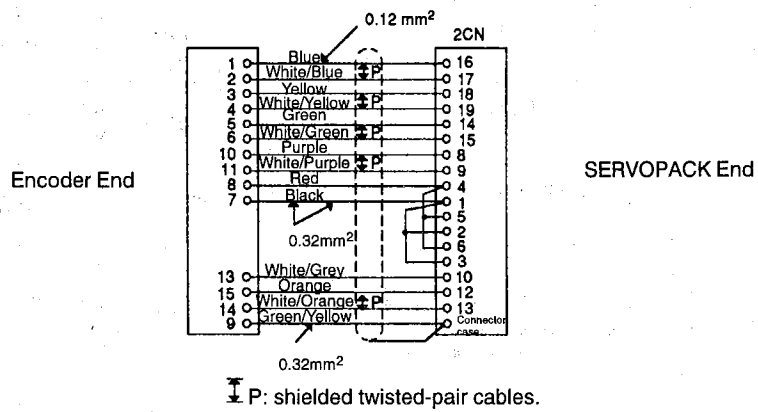 0.12 mm²
2CN
1 Blue 16
2 White/Blue P 17
3 Yellow 18
4 White/Yellow P 19
5 Green 14
6 White/Green P 15
10 Purple 8
11 White/Purple P 9
8 Red 4
7 Black 1
5
2
6
3
Encoder End
SERVOPACK End
0.32mm²
13 White/Grey 10
15 Orange 12
14 White/Orange P 13
9 Green/Yellow Connector case
0.32mm²
P: shielded twisted-pair cables.